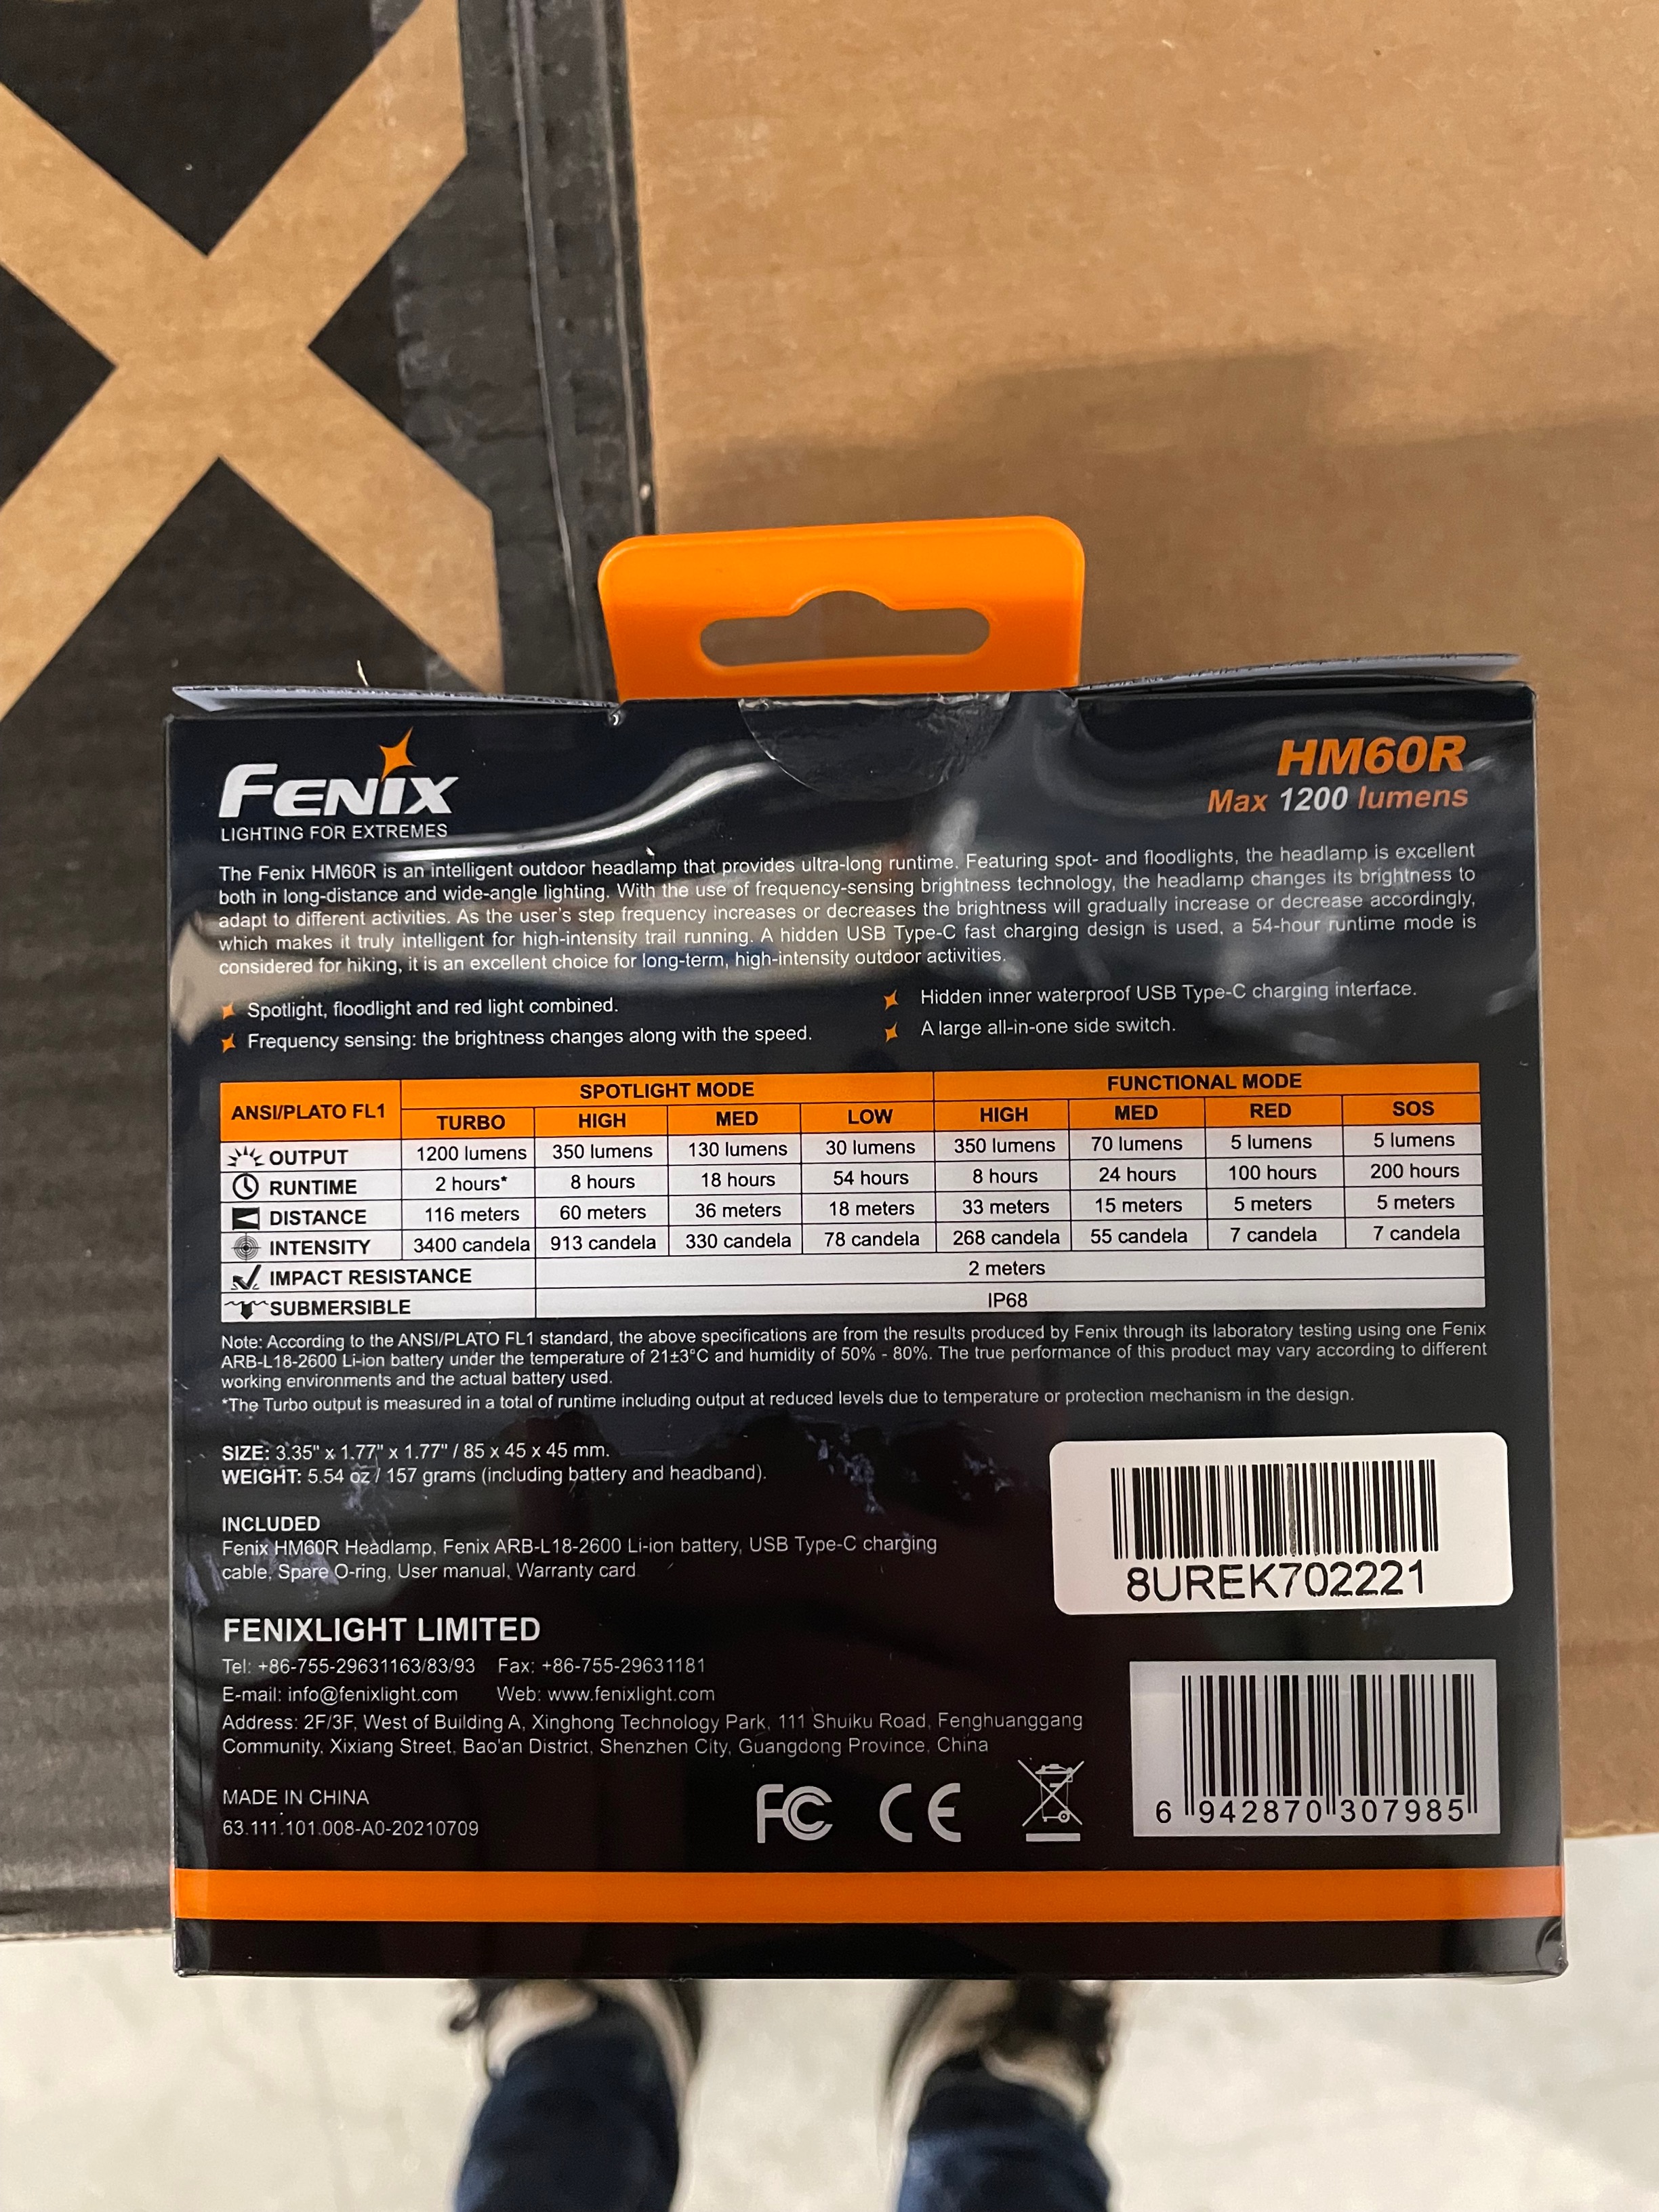 FENIX
LIGHTING FOR EXTREMES
HM60R
Max 1200 lumens
The Fenix HM60R is an intelligent outdoor headlamp that provides ultra-long runtime. Featuring spot- and floodlights, the headlamp is excellent
both in long-distance and wide-angle lighting. With the use of frequency-sensing brightness technology, the headlamp changes its brightness to
adapt to different activities. As the user's step frequency increases or decreases the brightness will gradually increase or decrease accordingly,
which makes it truly intelligent for high-intensity trail running. A hidden USB Type-C fast charging design is used, a 54-hour runtime mode is
considered for hiking, it is an excellent choice for long-term, high-intensity outdoor activities.
Spotlight, floodlight and red light combined.
Frequency sensing: the brightness changes along with the speed.
Hidden inner waterproof USB Type-C charging interface.
A large all-in-one side switch.
ANSI/PLATO FL1 SPOTLIGHT MODE FUNCTIONAL MODE
TURBO HIGH MED LOW HIGH MED RED SOS
OUTPUT 1200 lumens 350 lumens 130 lumens 30 lumens 350 lumens 70 lumens 5 lumens 5 lumens
RUNTIME 2 hours* 8 hours 18 hours 54 hours 8 hours 24 hours 100 hours 200 hours
DISTANCE 116 meters 60 meters 36 meters 18 meters 33 meters 15 meters 5 meters 5 meters
INTENSITY 3400 candela 913 candela 330 candela 78 candela 268 candela 55 candela 7 candela 7 candela
IMPACT RESISTANCE 2 meters
SUBMERSIBLE IP68
Note: According to the ANSI/PLATO FL1 standard, the above specifications are from the results produced by Fenix through its laboratory testing using one Fenix
ARB-L18-2600 Li-ion battery under the temperature of 21±3°C and humidity of 50% - 80%. The true performance of this product may vary according to different
working environments and the actual battery used.
*The Turbo output is measured in a total of runtime including output at reduced levels due to temperature or protection mechanism in the design.
SIZE: 3.35" x 1.77" x 1.77" / 85 x 45 x 45 mm.
WEIGHT: 5.54 oz / 157 grams (including battery and headband).
INCLUDED
Fenix HM60R Headlamp, Fenix ARB-L18-2600 Li-ion battery, USB Type-C charging
cable, Spare O-ring, User manual, Warranty card
8UREK702221
FENIXLIGHT LIMITED
Tel: +86-755-29631163/83/93 Fax: +86-755-29631181
E-mail: info@fenixlight.com Web: www.fenixlight.com
Address: 2F/3F, West of Building A, Xinghong Technology Park, 111 Shuiku Road, Fenghuanggang
Community, Xixiang Street, Bao'an District, Shenzhen City, Guangdong Province, China
MADE IN CHINA
63.111.101.008-A0-20210709
FC CE
6 942870 307985